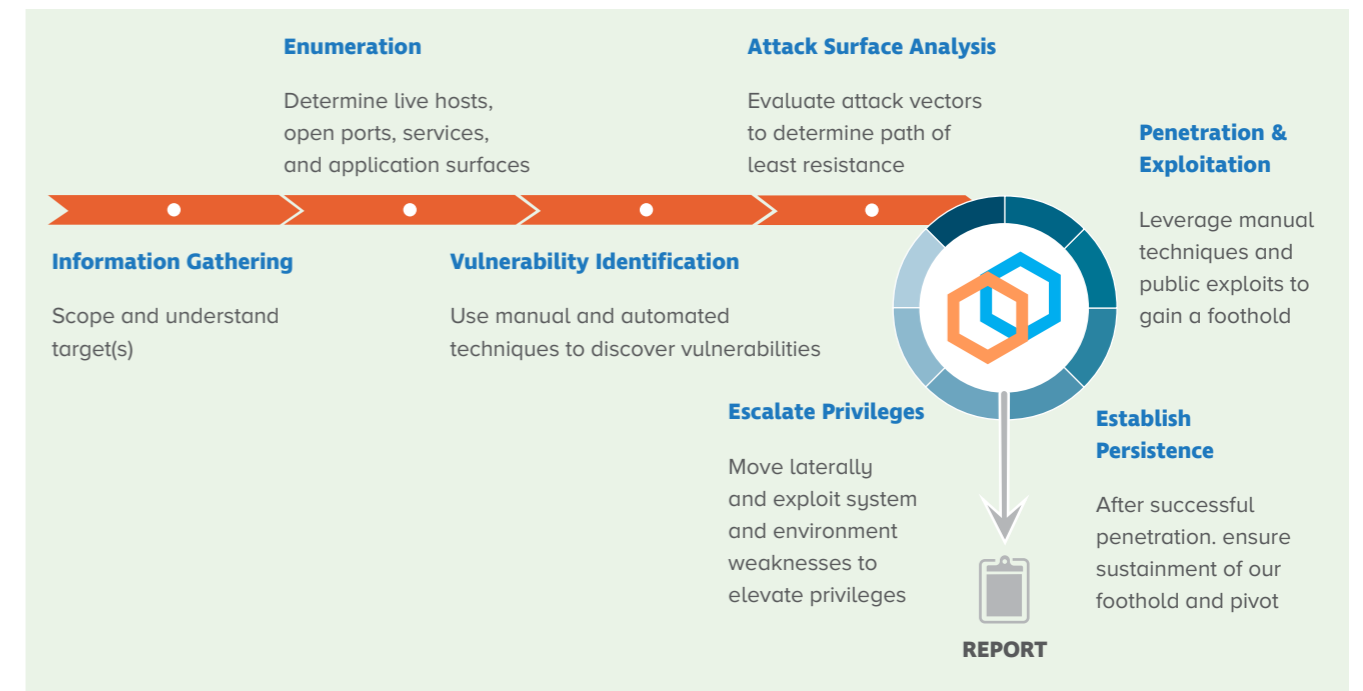 Enumeration
Determine live hosts,
open ports, services,
and application surfaces
Attack Surface Analysis
Evaluate attack vectors
to determine path of
least resistance
Penetration &
Exploitation
Leverage manual
techniques and
public exploits to
gain a foothold
Information Gathering
Scope and understand
target(s)
Vulnerability Identification
Use manual and automated
techniques to discover vulnerabilities
Escalate Privileges
Move laterally
and exploit system
and environment
weaknesses to
elevate privileges
Establish
Persistence
After successful
penetration. ensure
sustainment of our
foothold and pivot
REPORT